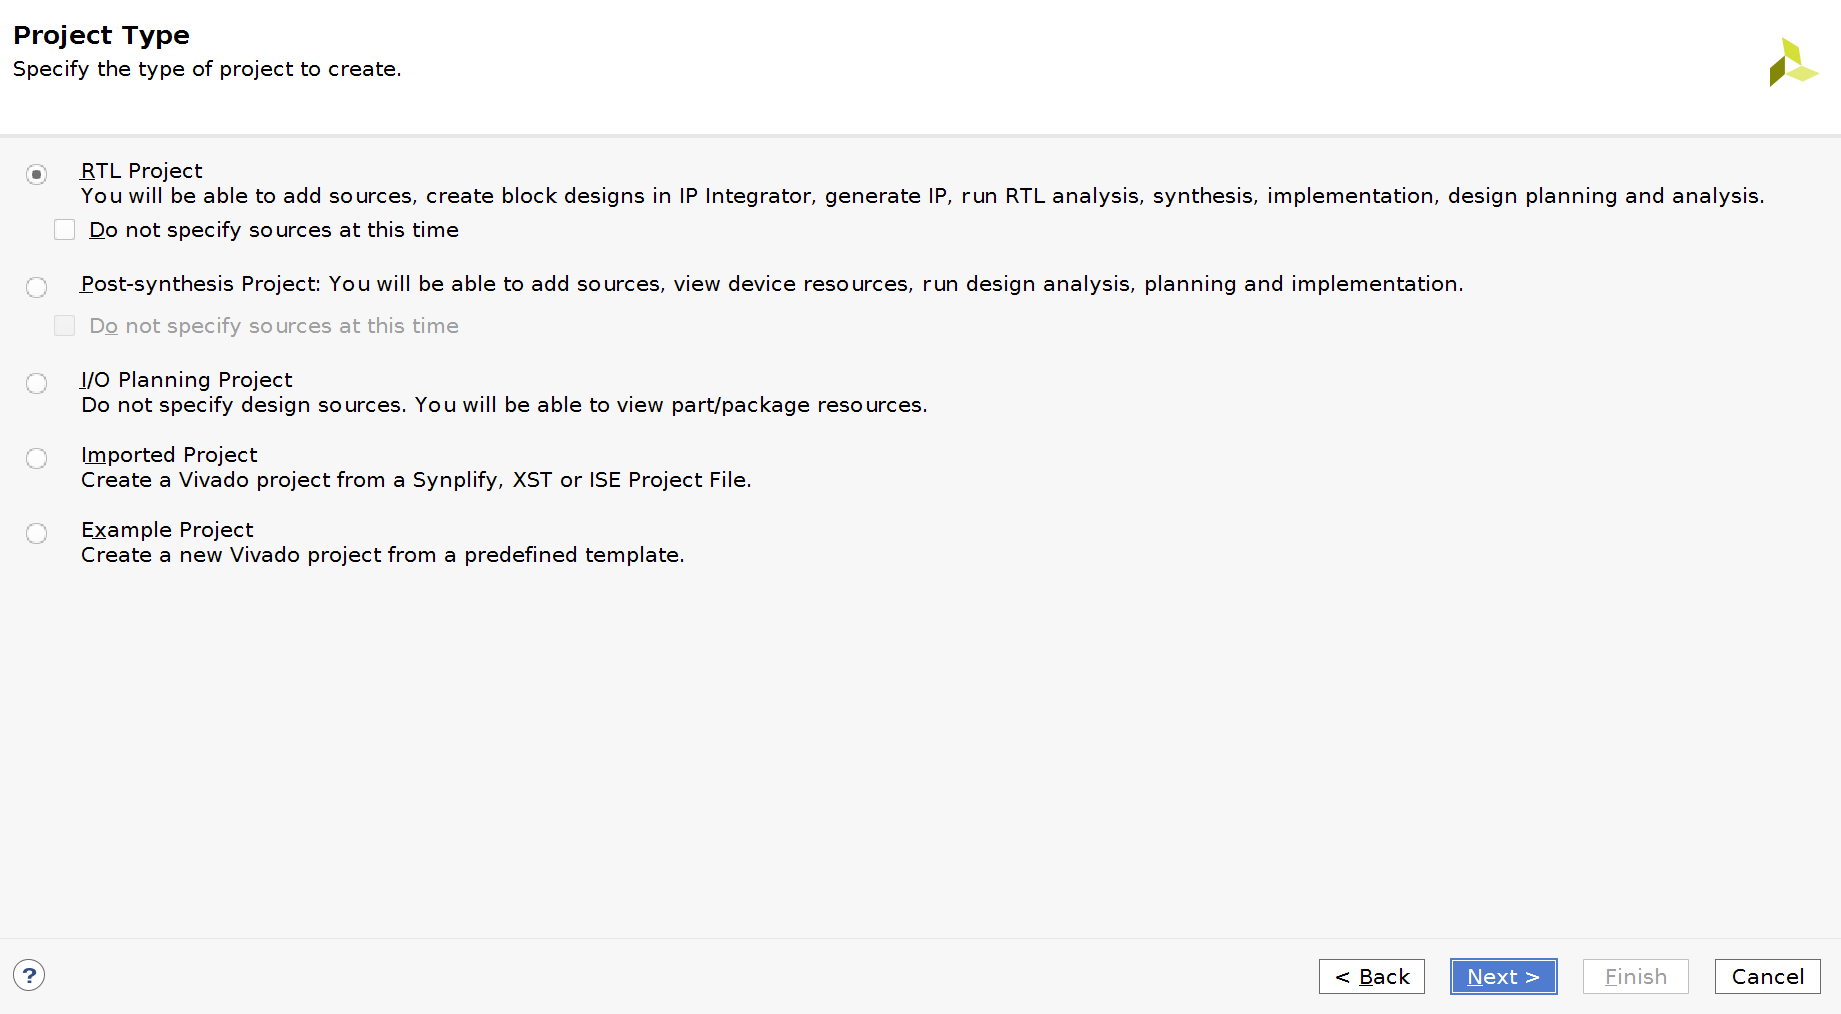 Project Type
Specify the type of project to create.
RTL Project
You will be able to add sources, create block designs in IP Integrator, generate IP, run RTL analysis, synthesis, implementation, design planning and analysis.
Do not specify sources at this time
Post-synthesis Project: You will be able to add sources, view device resources, run design analysis, planning and implementation.
Do not specify sources at this time
I/O Planning Project
Do not specify design sources. You will be able to view part/package resources.
Imported Project
Create a Vivado project from a Synplify, XST or ISE Project File.
Example Project
Create a new Vivado project from a predefined template.
? < Back Next > Finish Cancel